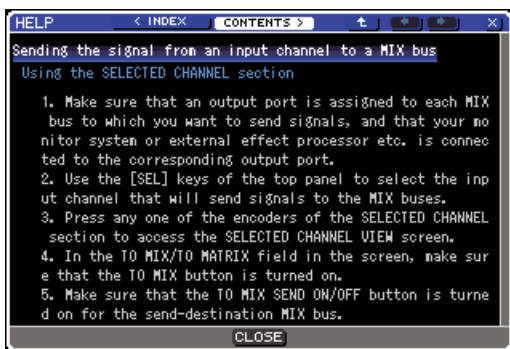 HELP < INDEX CONTENTS > X
Sending the signal from an input channel to a MIX bus
Using the SELECTED CHANNEL section
1. Make sure that an output port is assigned to each MIX
bus to which you want to send signals, and that your mo
nitor system or external effect processor etc. is connec
ted to the corresponding output port.
2. Use the [SEL] keys of the top panel to select the inp
ut channel that will send signals to the MIX buses.
3. Press any one of the encoders of the SELECTED CHANNEL
section to access the SELECTED CHANNEL VIEW screen.
4. In the TO MIX/TO MATRIX field in the screen, make sur
e that the TO MIX button is turned on.
5. Make sure that the TO MIX SEND ON/OFF button is turne
d on for the send-destination MIX bus.
CLOSE